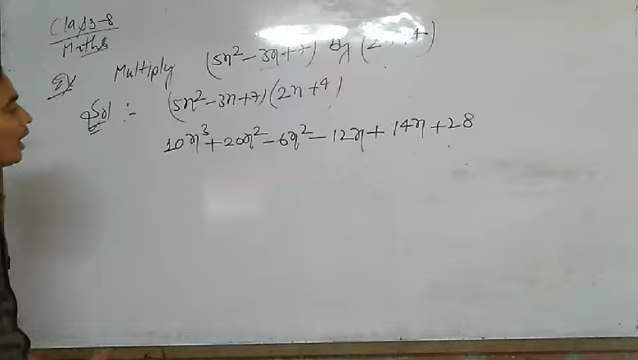 Class-8
Maths
Ex Multiply (5x² - 3x + 7) by (2
Sol :- (5x² - 3x + 7) (2x + 4)
10x³ + 20x² - 6x² - 12x + 14x + 28